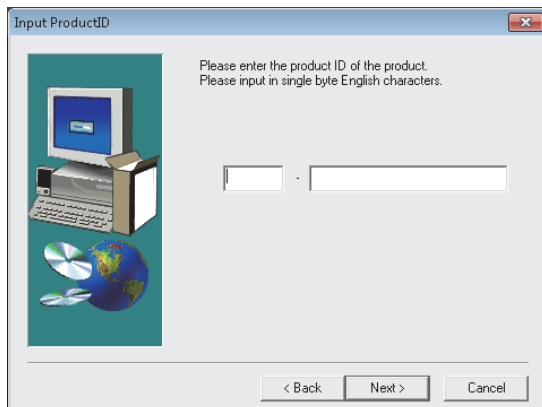 Input ProductID
Please enter the product ID of the product.
Please input in single byte English characters.
-
< Back
Next >
Cancel